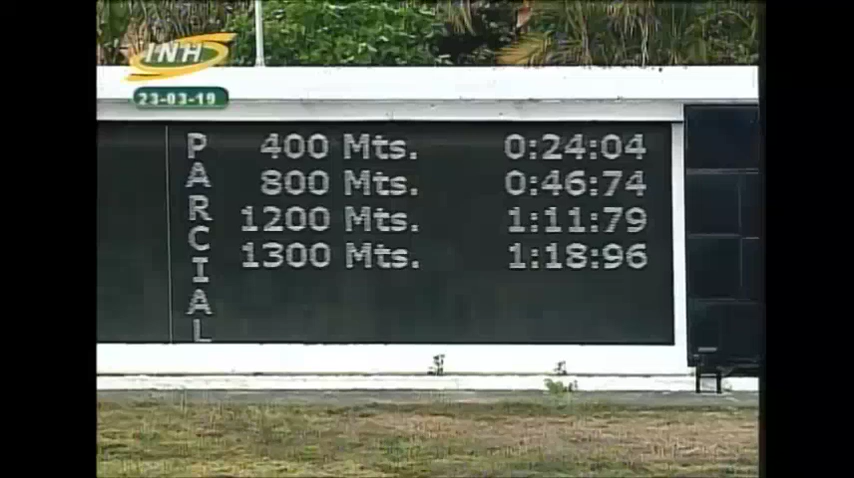 INH
23-03-19
PARCIAL
400 Mts. 0:24:04
800 Mts. 0:46:74
1200 Mts. 1:11:79
1300 Mts. 1:18:96